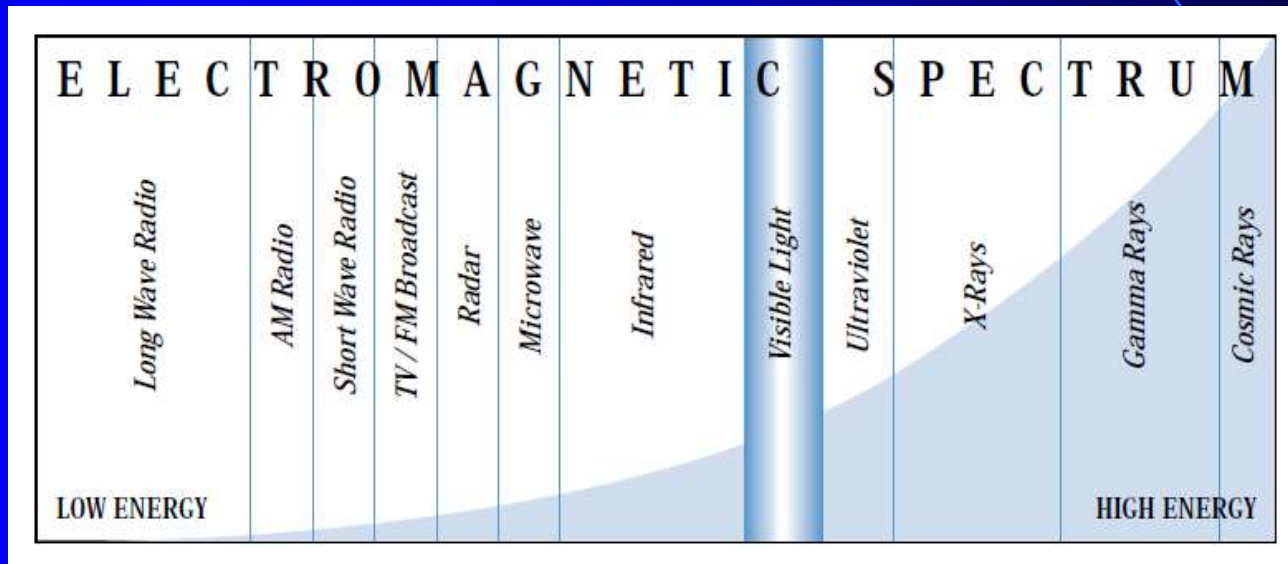 ELECTROMAGNETIC SPECTRUM
Long Wave Radio
AM Radio
Short Wave Radio
TV / FM Broadcast
Radar
Microwave
Infrared
Visible Light
Ultraviolet
X-Rays
Gamma Rays
Cosmic Rays
LOW ENERGY
HIGH ENERGY